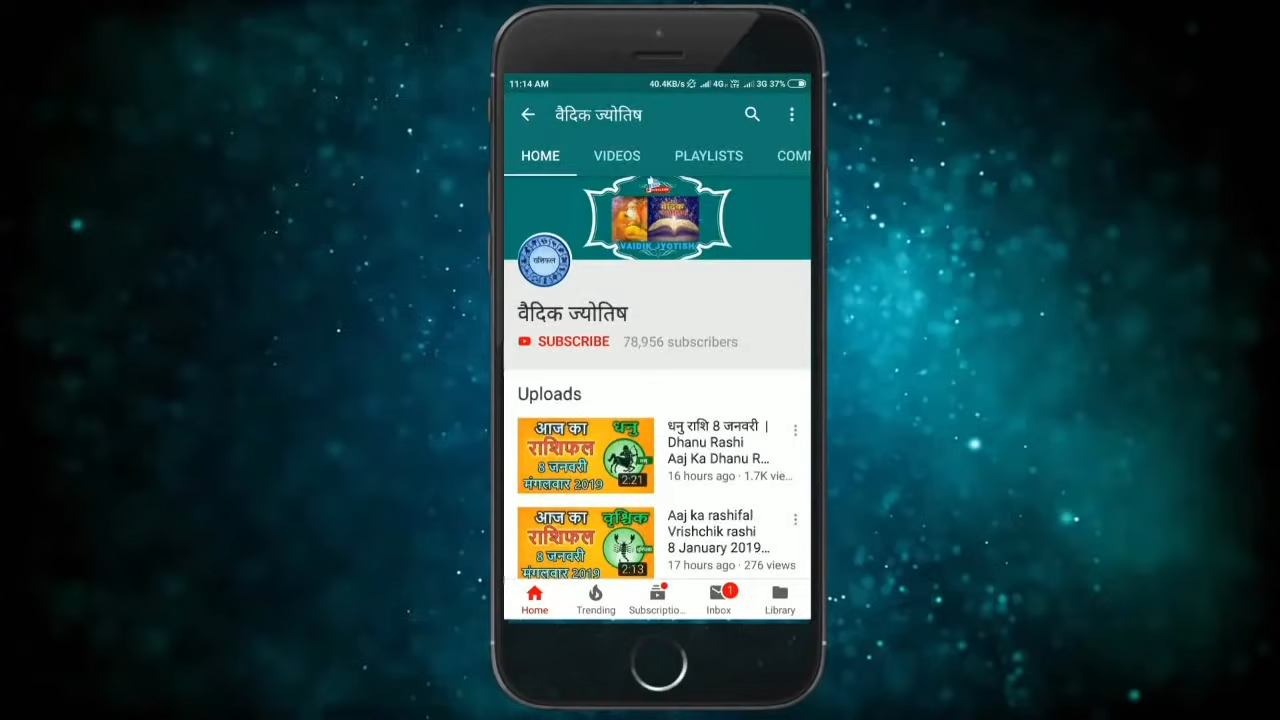 11:14 AM
40.4KB/s 4G 3G 37%
वैदिक ज्योतिष
HOME VIDEOS PLAYLISTS COM
वैदिक
VAIDIK JYOTISH
राशिफल
वैदिक ज्योतिष
SUBSCRIBE 78,956 subscribers
Uploads
आज का धनु
राशिफल
8 जनवरी
मंगलवार 2019
2:21
धनु राशि 8 जनवरी |
Dhanu Rashi
Aaj Ka Dhanu R...
16 hours ago · 1.7K vie...
आज का वृश्चिक
राशिफल
8 जनवरी
मंगलवार 2019
2:13
Aaj ka rashifal
Vrishchik rashi
8 January 2019...
17 hours ago · 276 views
Home Trending Subscriptio... Inbox 1 Library